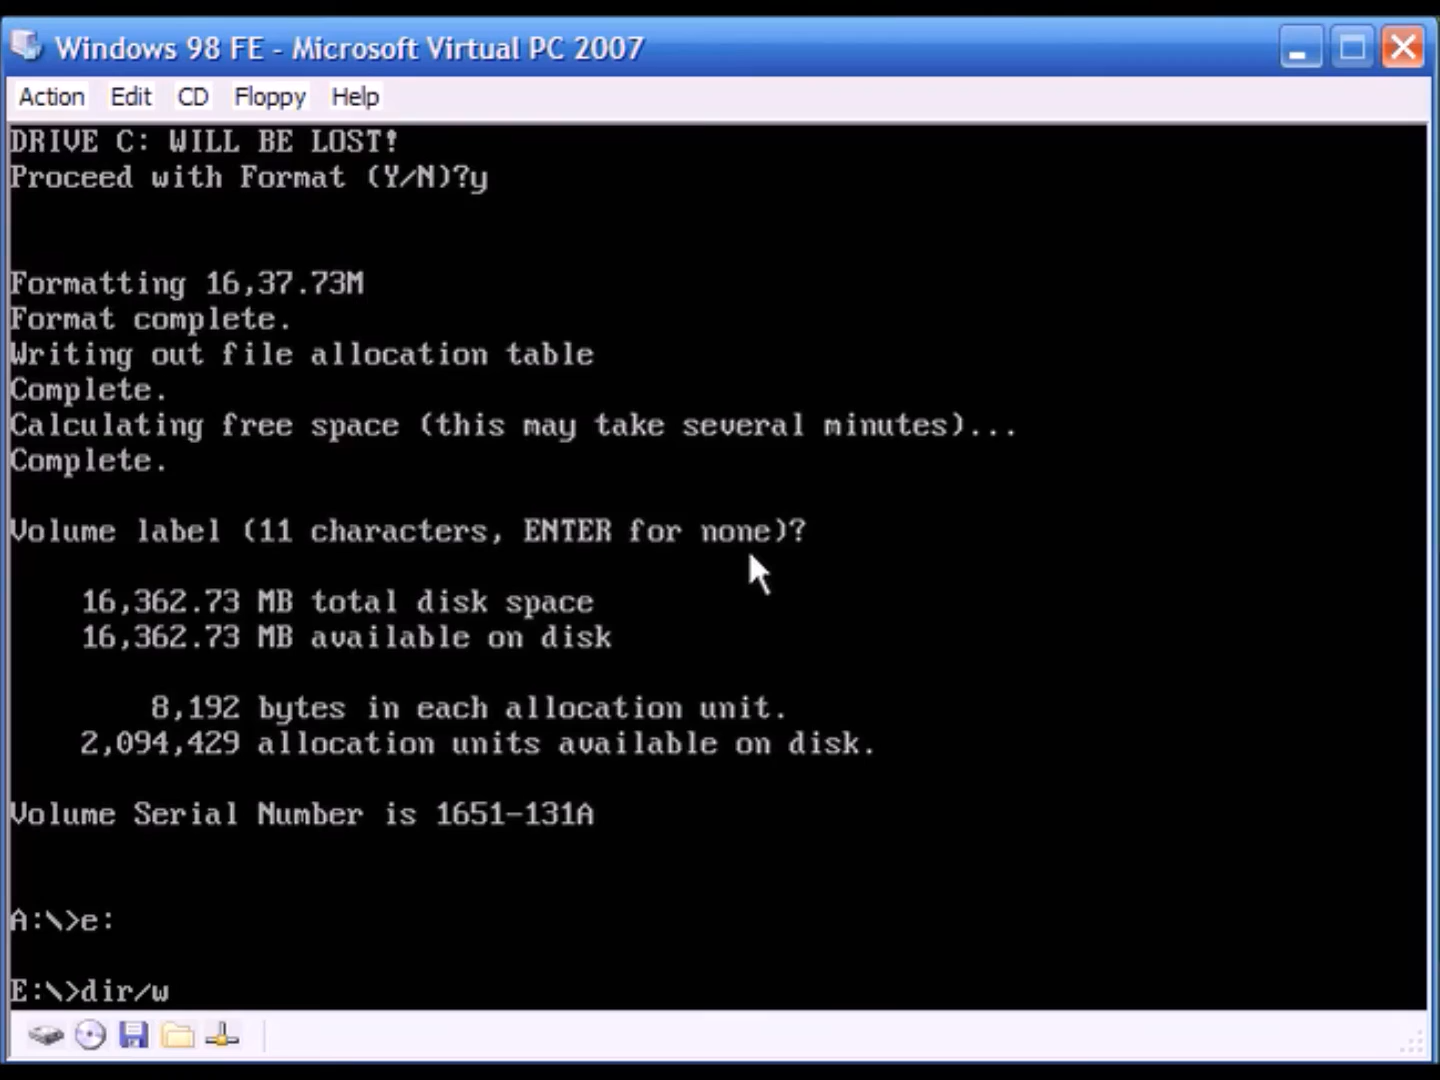 Windows 98 FE - Microsoft Virtual PC 2007
Action Edit CD Floppy Help
DRIVE C: WILL BE LOST!
Proceed with Format (Y/N)?y
Formatting 16,37.73M
Format complete.
Writing out file allocation table
Complete.
Calculating free space (this may take several minutes)...
Complete.
Volume label (11 characters, ENTER for none)?
16,362.73 MB total disk space
16,362.73 MB available on disk
8,192 bytes in each allocation unit.
2,094,429 allocation units available on disk.
Volume Serial Number is 1651-131A
A:\>e:
E:\>dir/w